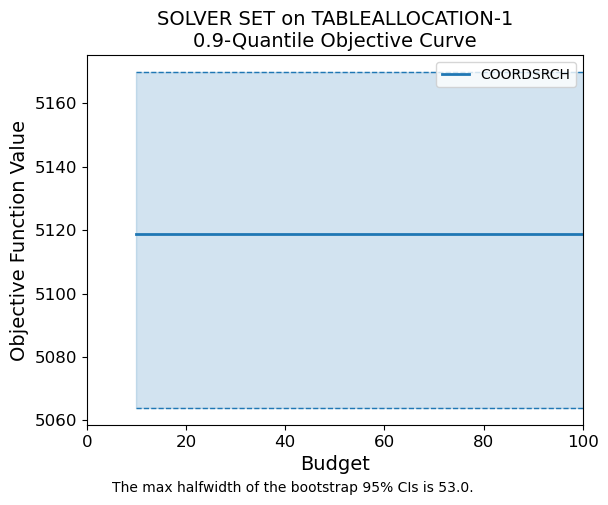 SOLVER SET on TABLEALLOCATION-1
0.9-Quantile Objective Curve
COORDSRCH
Objective Function Value
5160
5140
5120
5100
5080
5060
0 20 40 60 80 100
Budget
The max halfwidth of the bootstrap 95% CIs is 53.0.